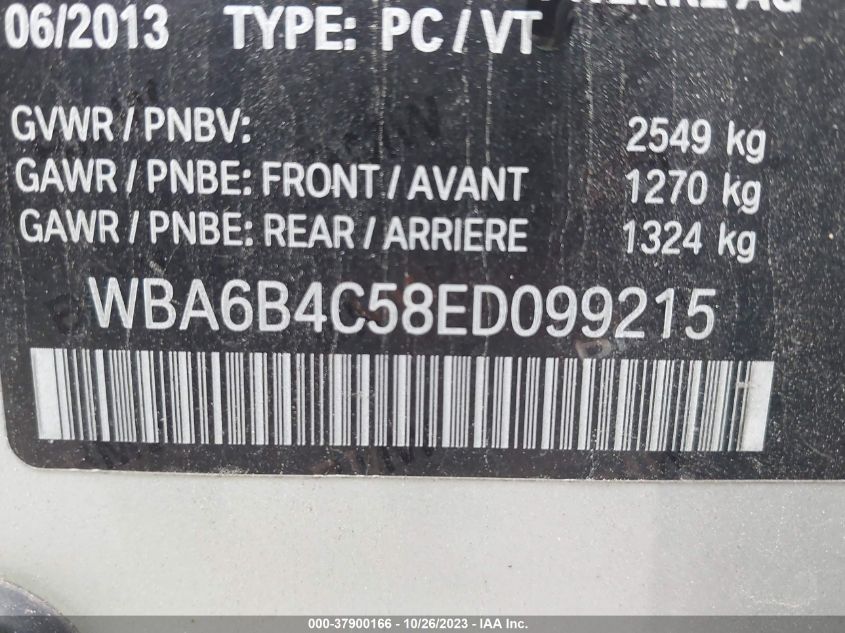 06/2013 TYPE: PC / VT
GVWR / PNBV: 2549 kg
GAWR / PNBE: FRONT / AVANT 1270 kg
GAWR / PNBE: REAR / ARRIERE 1324 kg
WBA6B4C58ED099215
000-37900166 - 10/26/2023 - IAA Inc.